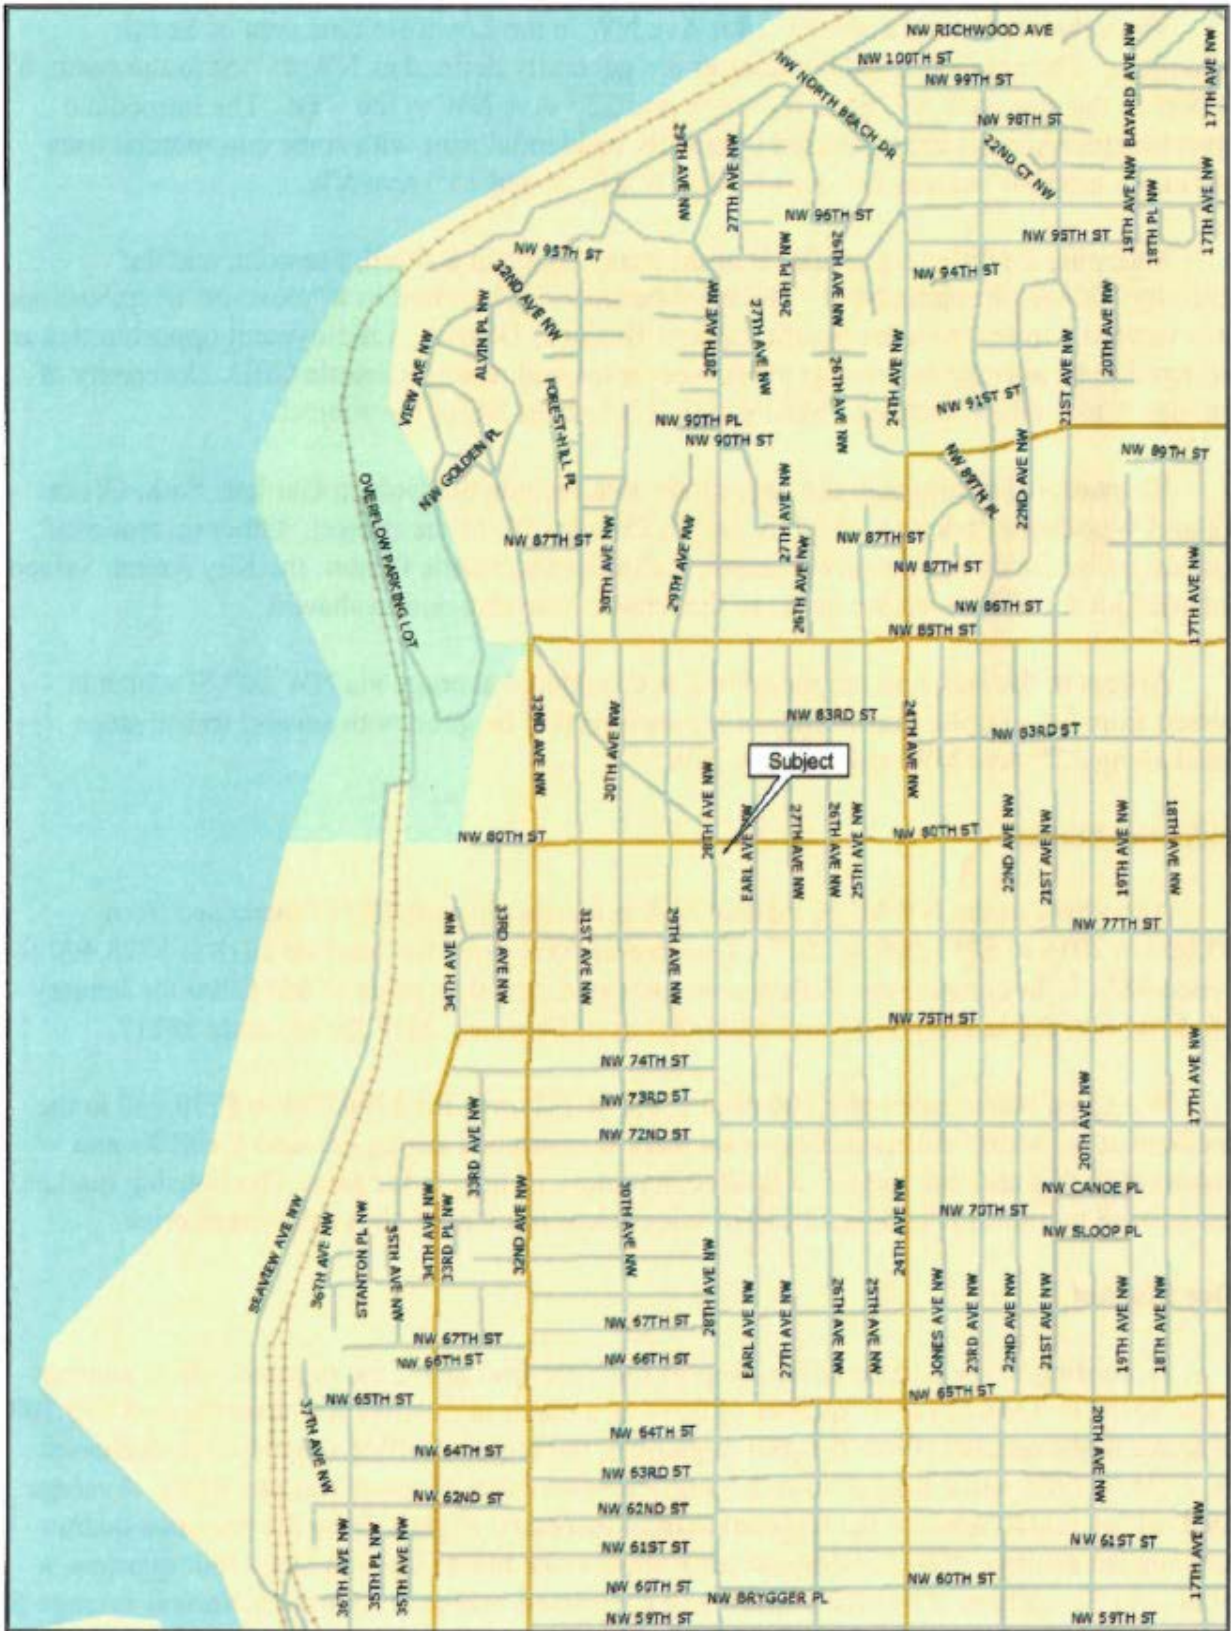 NW RICHWOOD AVE
NW 100TH ST
NW 99TH ST
NW 98TH ST
NW NORTH BEACH DR
22ND CT NW
BAYARD AVE NW
17TH AVE NW
29TH AVE NW
27TH AVE NW
NW 96TH ST
19TH AVE NW
18TH PL NW
17TH AVE NW
NW 95TH ST
NW 95TH ST
32ND AVE NW
26TH PL NW
26TH AVE NW
NW 94TH ST
ALVIN PL NW
VIEW AVE NW
28TH AVE NW
27TH AVE NW
26TH AVE NW
24TH AVE NW
21ST AVE NW
20TH AVE NW
NW 91ST ST
FOREST HILL PL
NW 90TH PL
NW 90TH ST
NW GOLDEN PL
NW 89TH PL
22ND AVE NW
NW 89TH ST
OVERFLOW PARKING LOT
NW 87TH ST
30TH AVE NW
29TH AVE NW
27TH AVE NW
26TH AVE NW
NW 87TH ST
NW 87TH ST
NW 86TH ST
17TH AVE NW
NW 85TH ST
32ND AVE NW
30TH AVE NW
NW 83RD ST
24TH AVE NW
NW 83RD ST
Subject
28TH AVE NW
EARL AVE NW
27TH AVE NW
26TH AVE NW
25TH AVE NW
NW 80TH ST
NW 80TH ST
22ND AVE NW
21ST AVE NW
19TH AVE NW
18TH AVE NW
34TH AVE NW
33RD AVE NW
31ST AVE NW
29TH AVE NW
NW 77TH ST
NW 75TH ST
NW 74TH ST
NW 73RD ST
NW 72ND ST
33RD AVE NW
20TH AVE NW
17TH AVE NW
NW CANOE PL
NW 70TH ST
NW SLOOP PL
SEAVIEW AVE NW
36TH AVE NW
STANTON PL NW
35TH AVE NW
34TH AVE NW
33RD PL NW
32ND AVE NW
30TH AVE NW
28TH AVE NW
24TH AVE NW
EARL AVE NW
27TH AVE NW
26TH AVE NW
25TH AVE NW
JONES AVE NW
23RD AVE NW
22ND AVE NW
21ST AVE NW
19TH AVE NW
18TH AVE NW
NW 67TH ST
NW 67TH ST
NW 66TH ST
NW 66TH ST
NW 65TH ST
NW 65TH ST
37TH AVE NW
NW 64TH ST
NW 64TH ST
NW 63RD ST
NW 62ND ST
NW 62ND ST
20TH AVE NW
17TH AVE NW
36TH AVE NW
35TH PL NW
35TH AVE NW
NW 61ST ST
NW 61ST ST
NW 60TH ST
NW 60TH ST
NW BRYGGER PL
NW 59TH ST
NW 59TH ST